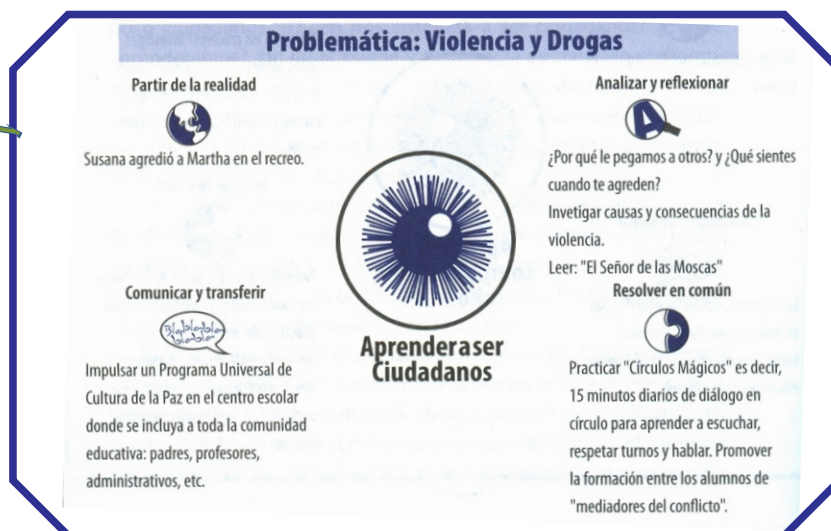 Problemática: Violencia y Drogas
Partir de la realidad
Susana agredió a Martha en el recreo.
Analizar y reflexionar
A
¿Por qué le pegamos a otros? y ¿Qué sientes
cuando te agreden?
Invetigar causas y consecuencias de la
violencia.
Leer: "El Señor de las Moscas"
Comunicar y transferir
Blablabla
blabla
Impulsar un Programa Universal de
Cultura de la Paz en el centro escolar
donde se incluya a toda la comunidad
educativa: padres, profesores,
administrativos, etc.
Aprender a ser
Ciudadanos
Resolver en común
Practicar "Círculos Mágicos" es decir,
15 minutos diarios de diálogo en
círculo para aprender a escuchar,
respetar turnos y hablar. Promover
la formación entre los alumnos de
"mediadores del conflicto".